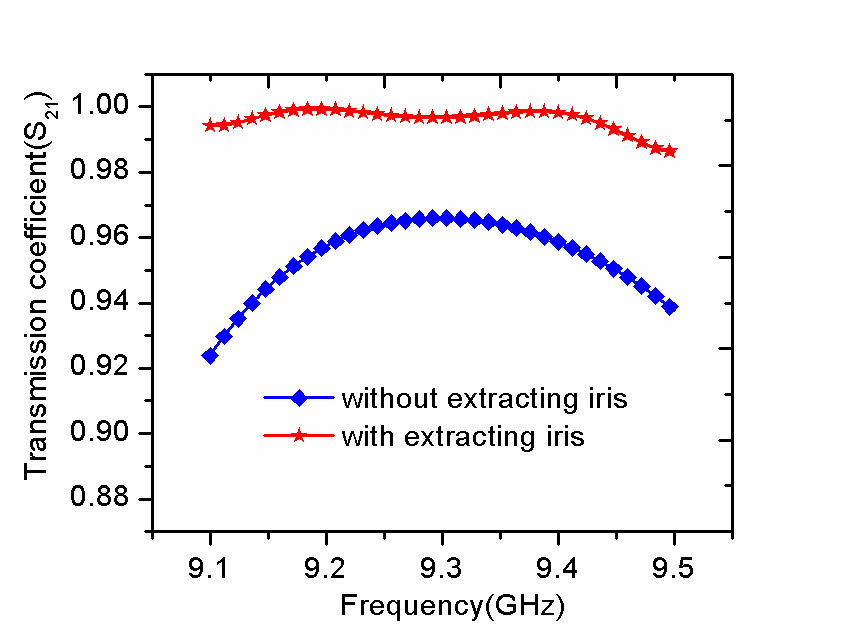 Transmission coefficient(S21)
1.00
0.98
0.96
0.94
0.92
0.90
0.88
without extracting iris
with extracting iris
9.1 9.2 9.3 9.4 9.5
Frequency(GHz)